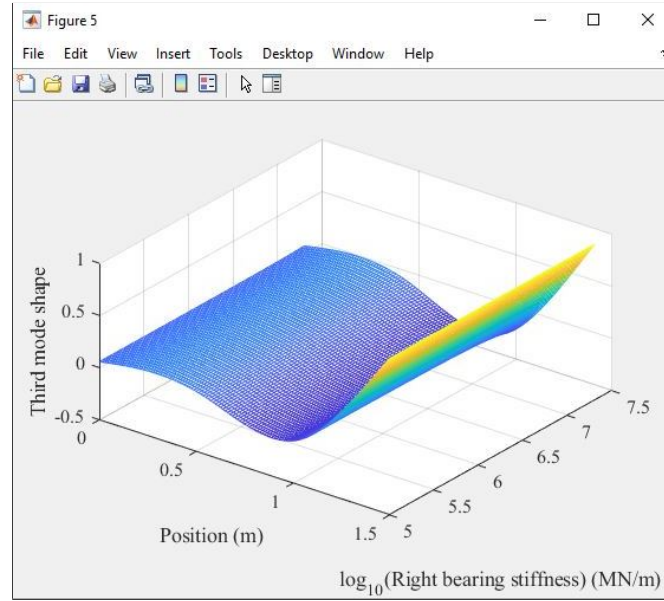 Figure 5
File Edit View Insert Tools Desktop Window Help
1
0.5
0
-0.5
Third mode shape
0
0.5
1
1.5
Position (m)
5
5.5
6
6.5
7
7.5
log10(Right bearing stiffness) (MN/m)